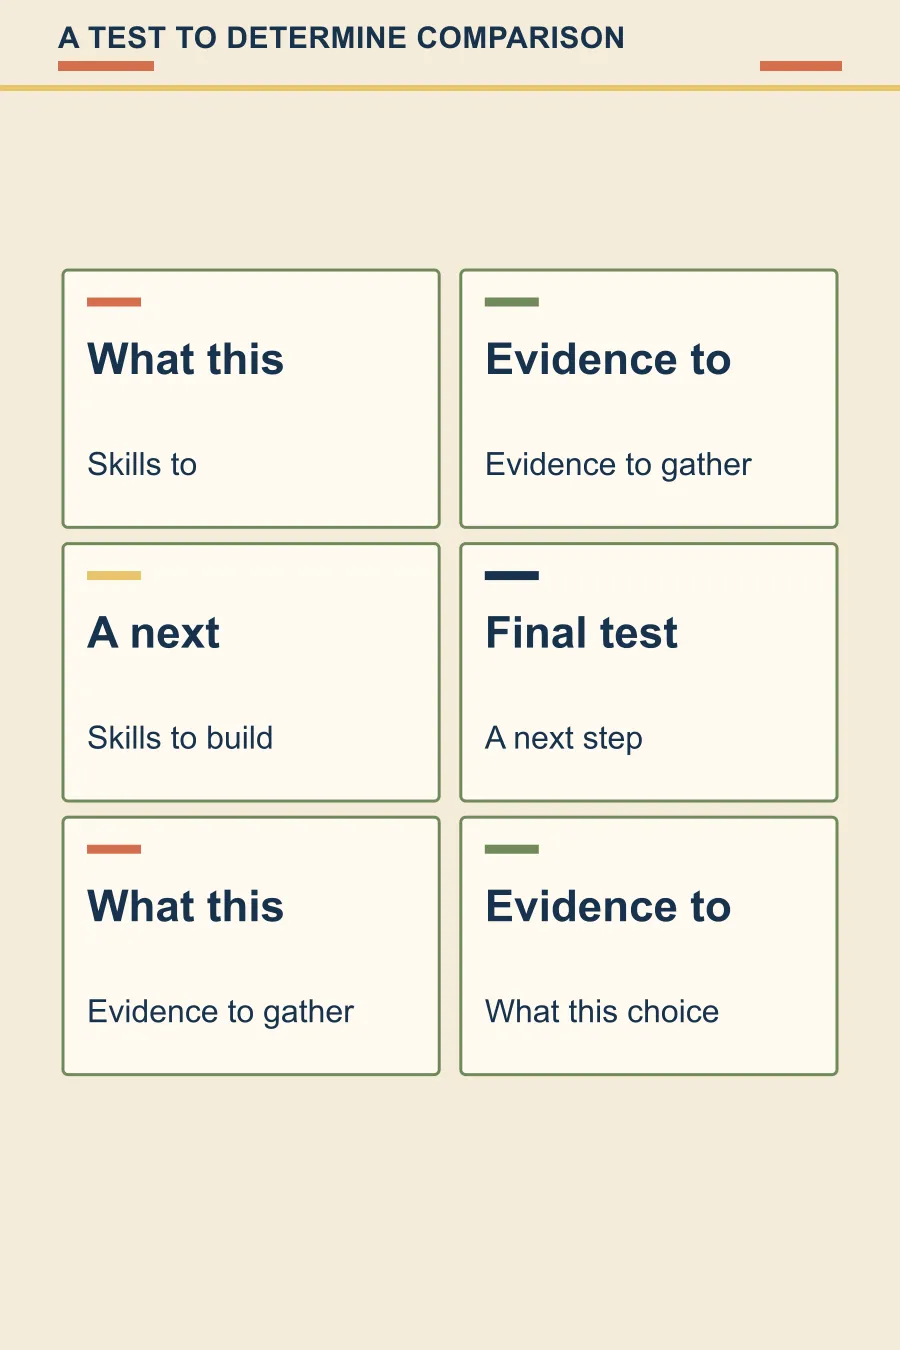 A TEST TO DETERMINE COMPARISON
What this
Skills to
Evidence to
Evidence to gather
A next
Skills to build
Final test
A next step
What this
Evidence to gather
Evidence to
What this choice